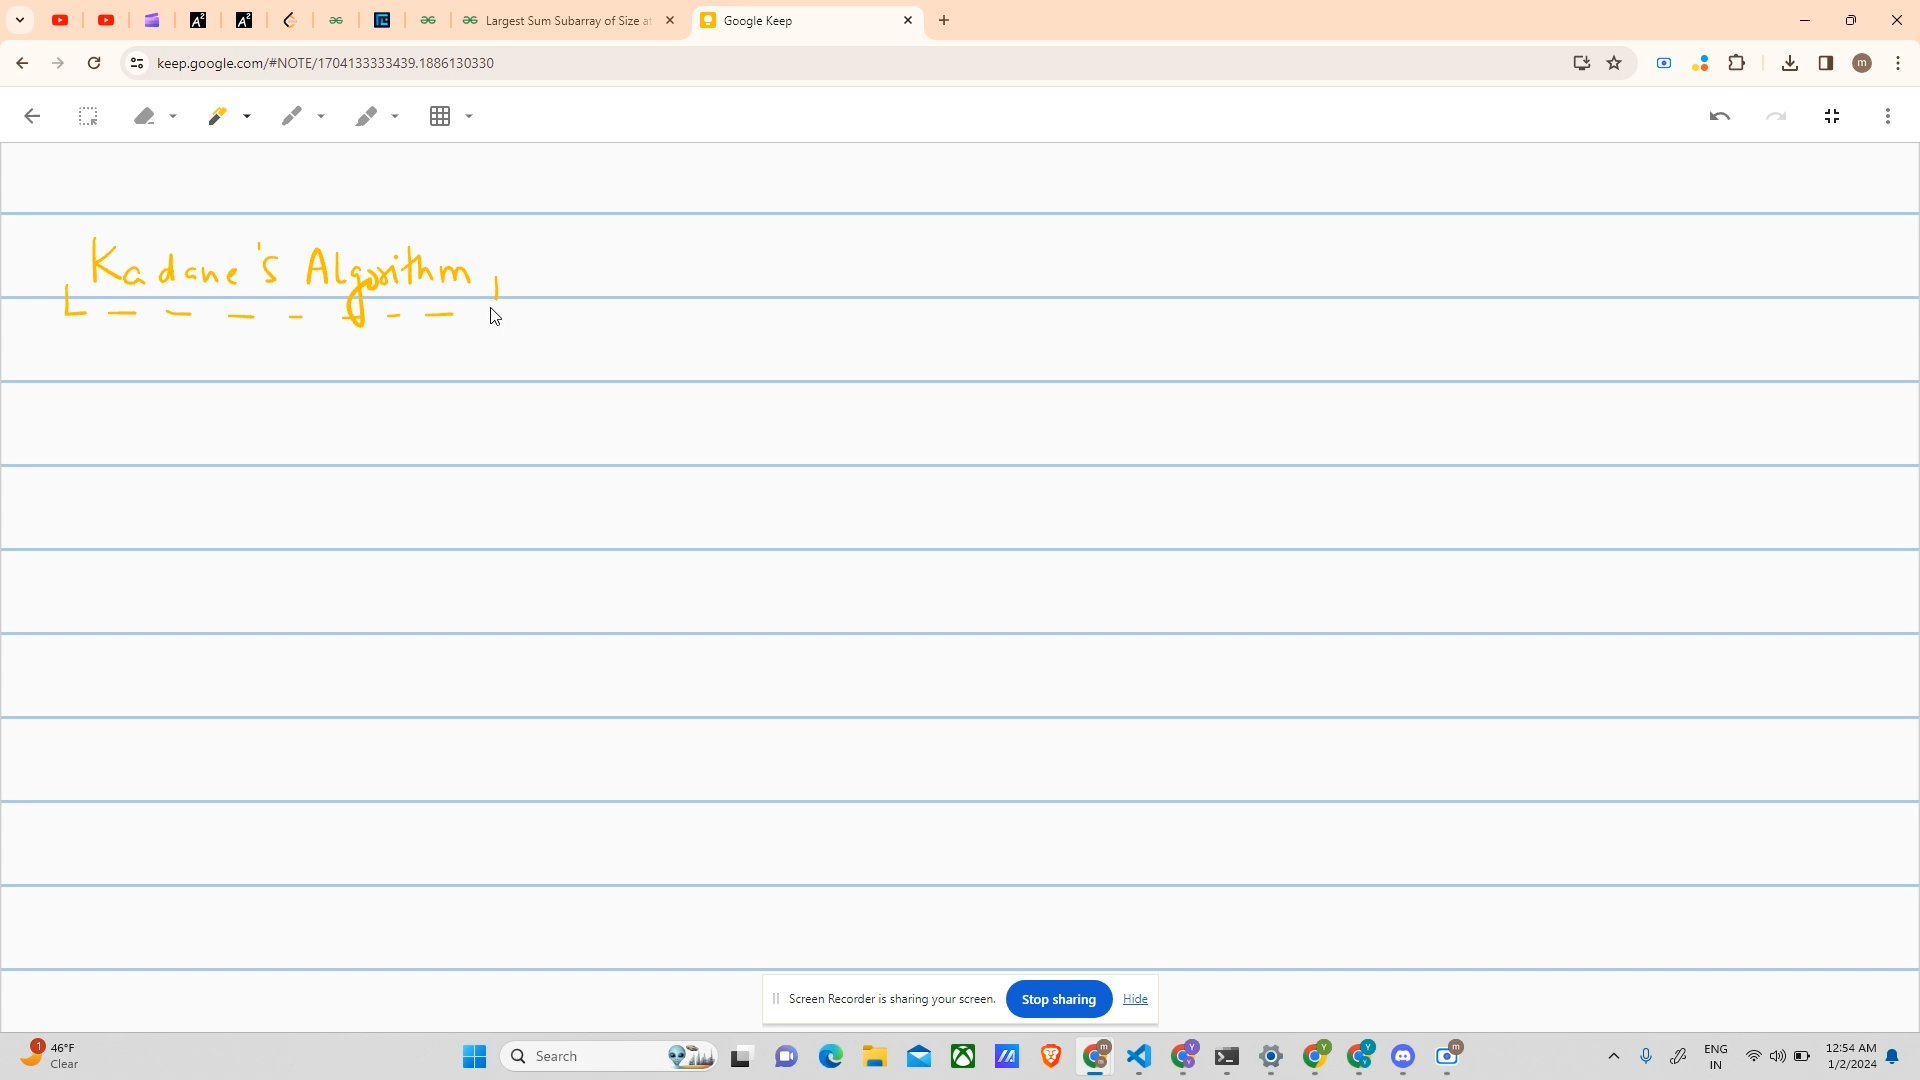 Largest Sum Subarray of Size at
Google Keep
keep.google.com/#NOTE/1704133333439.1886130330
m
Kadane's Algorithm
Screen Recorder is sharing your screen. Stop sharing Hide
1 46°F
Clear
Search
ENG
IN
12:54 AM
1/2/2024